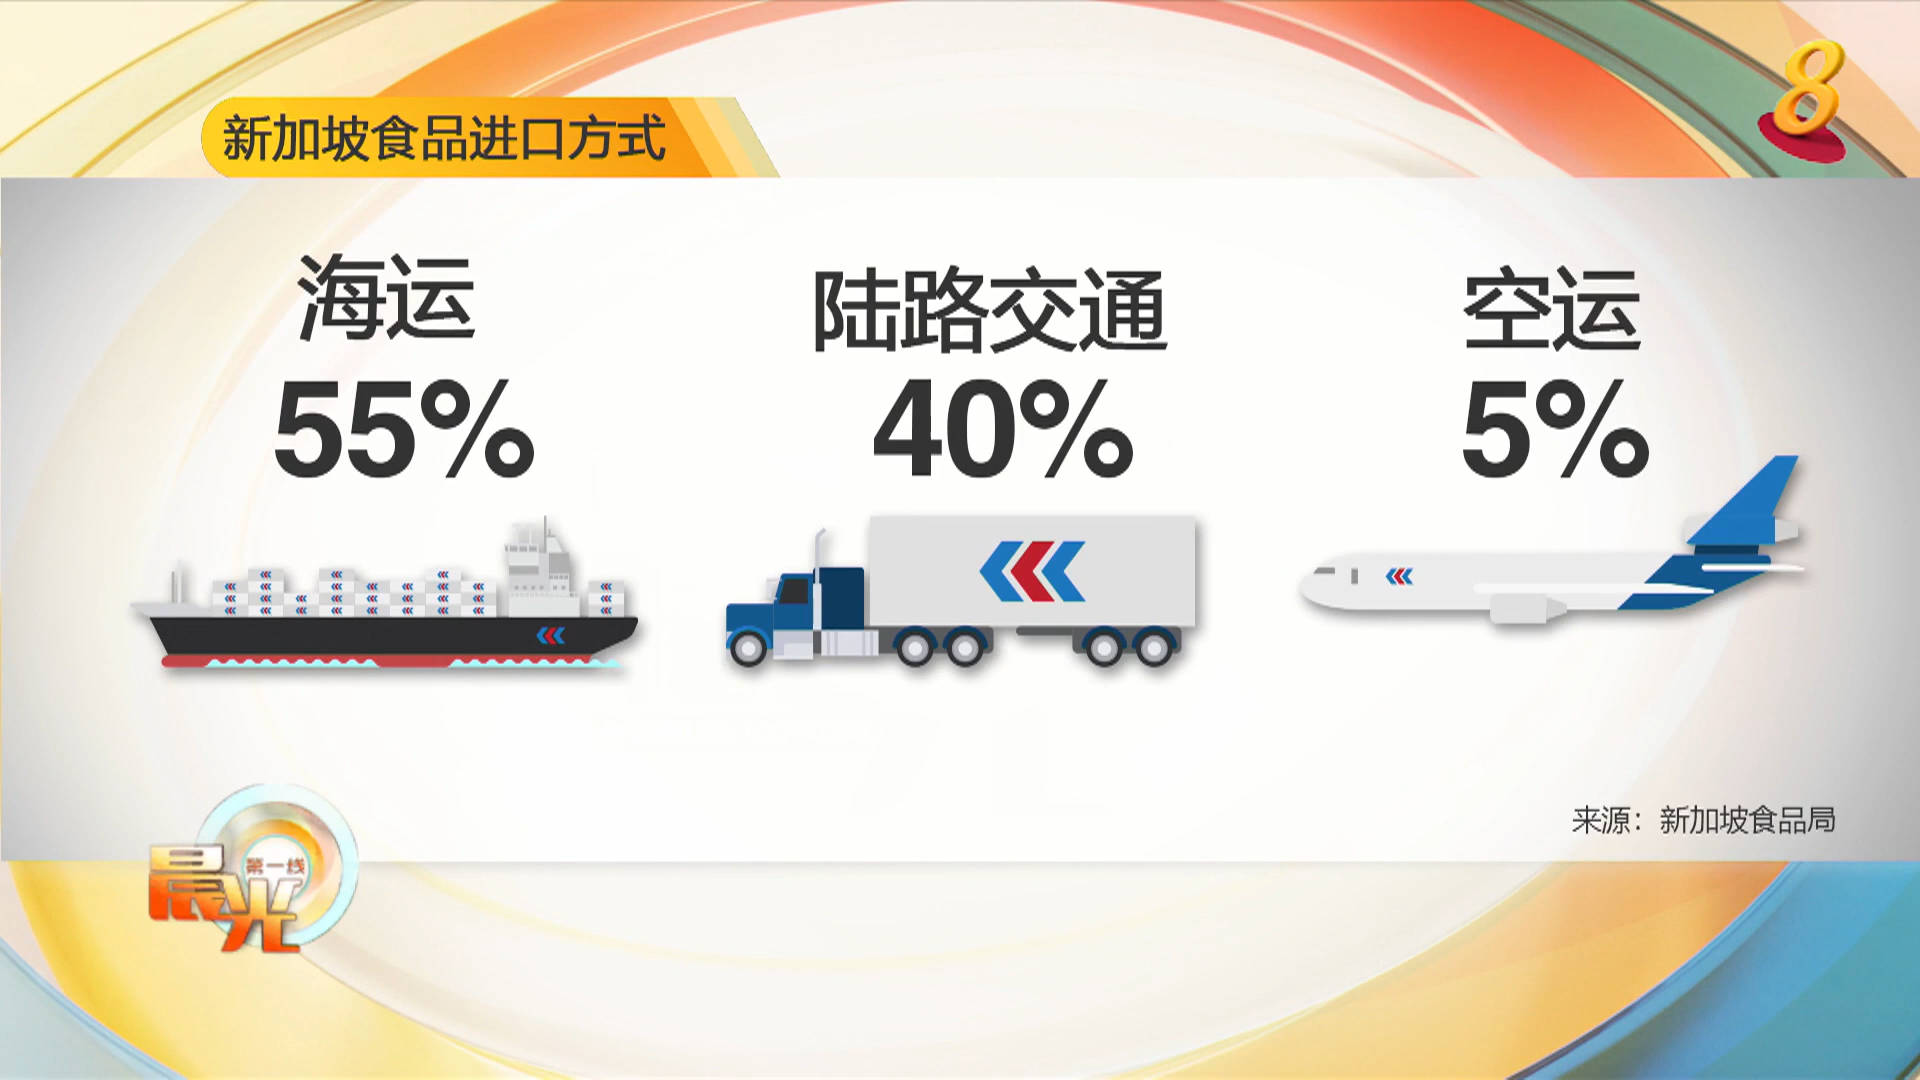 8
新加坡食品进口方式
海运
55%
陆路交通
40%
空运
5%
来源：新加坡食品局
晨光
第一线